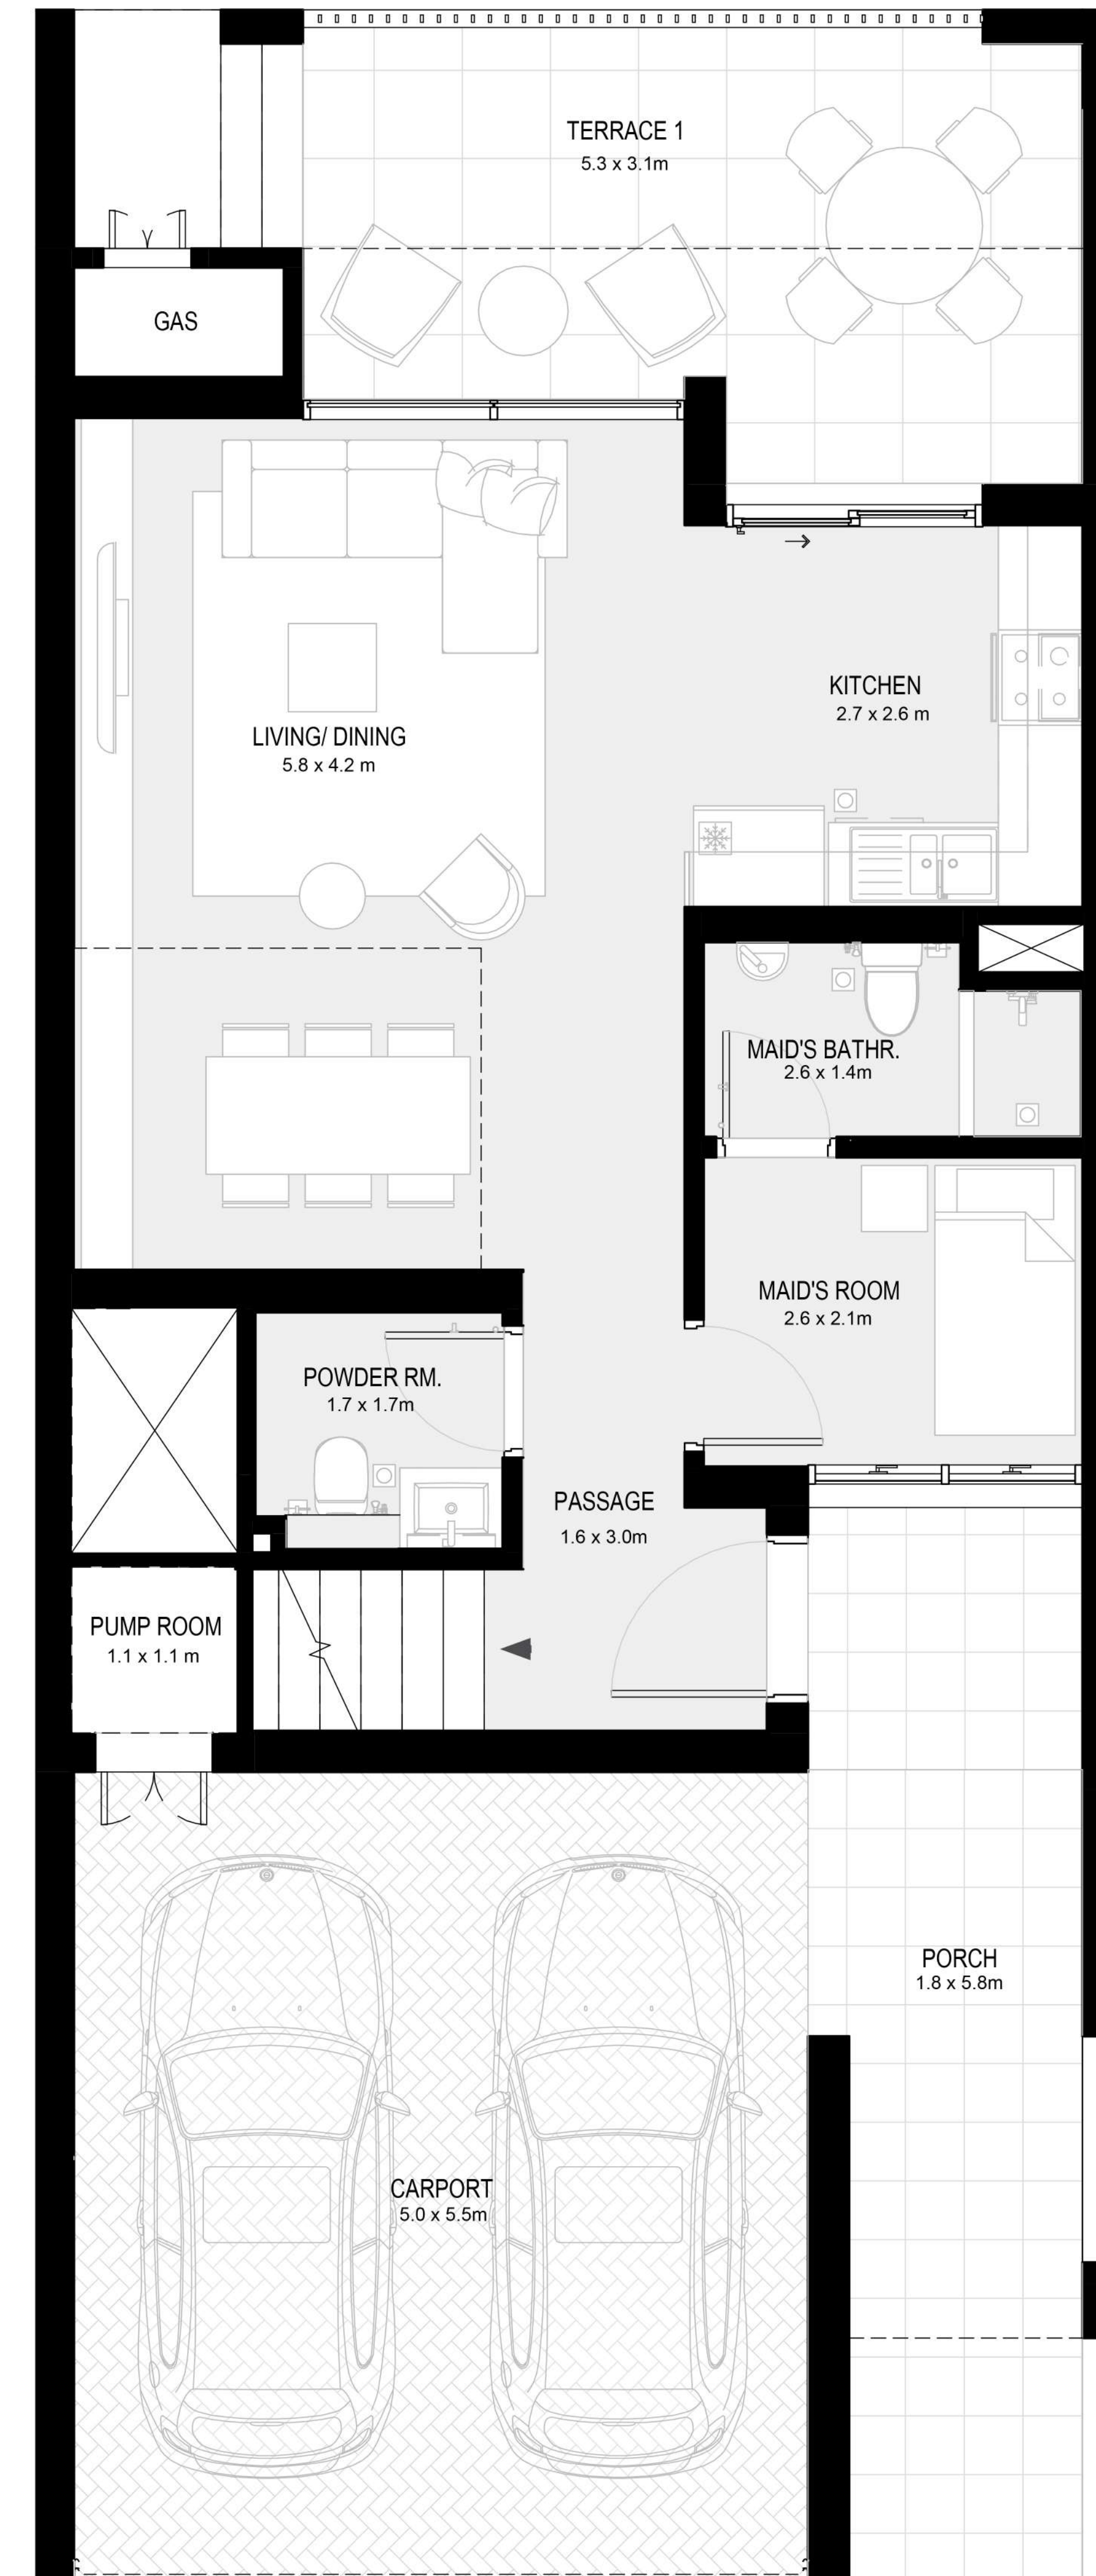 TERRACE 1
5.3 x 3.1m
GAS
KITCHEN
2.7 x 2.6 m
LIVING/ DINING
5.8 x 4.2 m
MAID'S BATHR.
2.6 x 1.4m
MAID'S ROOM
2.6 x 2.1m
POWDER RM.
1.7 x 1.7m
PASSAGE
1.6 x 3.0m
PUMP ROOM
1.1 x 1.1 m
PORCH
1.8 x 5.8m
CARPORT
5.0 x 5.5m